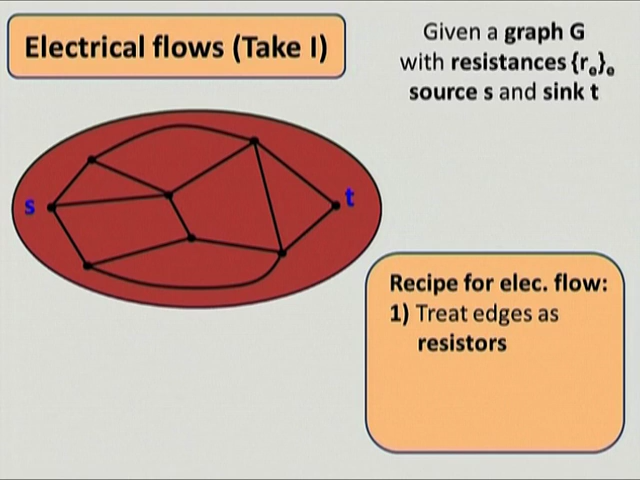 Electrical flows (Take I)
Given a graph G
with resistances {rₑ}ₑ
source s and sink t
s
t
Recipe for elec. flow:
1) Treat edges as
resistors